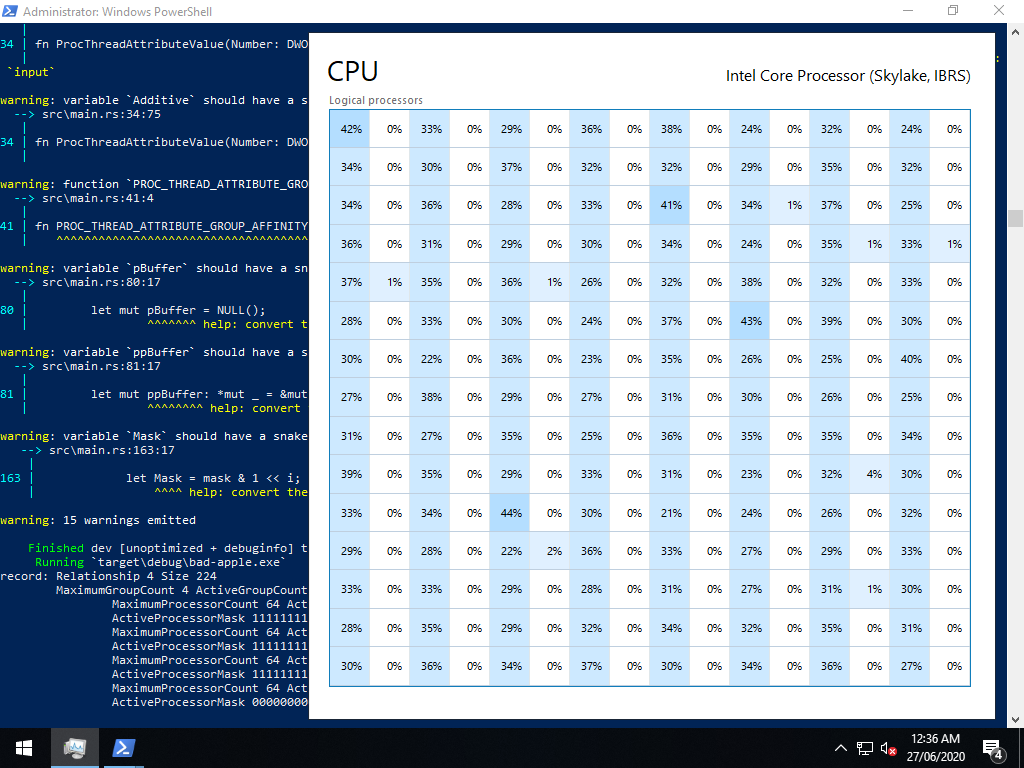 Administrator: Windows PowerShell
34 | fn ProcThreadAttributeValue(Number: DWO
`input`
warning: variable `Additive` should have a s
--> src\main.rs:34:75
34 | fn ProcThreadAttributeValue(Number: DWO
warning: function `PROC_THREAD_ATTRIBUTE_GRO
--> src\main.rs:41:4
41 | fn PROC_THREAD_ATTRIBUTE_GROUP_AFFINITY
^^^^^^^^^^^^^^^^^^^^^^^^^^^^^^^^^^^^
warning: variable `pBuffer` should have a sn
--> src\main.rs:80:17
80 | let mut pBuffer = NULL();
^^^^^^^ help: convert t
warning: variable `ppBuffer` should have a s
--> src\main.rs:81:17
81 | let mut ppBuffer: *mut _ = &mut
^^^^^^^^ help: convert
warning: variable `Mask` should have a snake
--> src\main.rs:163:17
163 | let Mask = mask & 1 << i;
^^^^ help: convert the
warning: 15 warnings emitted
Finished dev [unoptimized + debuginfo] t
Running `target\debug\bad-apple.exe`
record: Relationship 4 Size 224
MaximumGroupCount 4 ActiveGroupCount
MaximumProcessorCount 64 Act
ActiveProcessorMask 11111111
MaximumProcessorCount 64 Act
ActiveProcessorMask 11111111
MaximumProcessorCount 64 Act
ActiveProcessorMask 11111111
MaximumProcessorCount 64 Act
ActiveProcessorMask 00000000
CPU
Intel Core Processor (Skylake, IBRS)
Logical processors
42% 0% 33% 0% 29% 0% 36% 0% 38% 0% 24% 0% 32% 0% 24% 0%
34% 0% 30% 0% 37% 0% 32% 0% 32% 0% 29% 0% 35% 0% 32% 0%
34% 0% 36% 0% 28% 0% 33% 0% 41% 0% 34% 1% 37% 0% 25% 0%
36% 0% 31% 0% 29% 0% 30% 0% 34% 0% 24% 0% 35% 1% 33% 1%
37% 1% 35% 0% 36% 1% 26% 0% 32% 0% 38% 0% 32% 0% 33% 0%
28% 0% 33% 0% 30% 0% 24% 0% 37% 0% 43% 0% 39% 0% 30% 0%
30% 0% 22% 0% 36% 0% 23% 0% 35% 0% 26% 0% 25% 0% 40% 0%
27% 0% 38% 0% 29% 0% 27% 0% 31% 0% 30% 0% 26% 0% 25% 0%
31% 0% 27% 0% 35% 0% 25% 0% 36% 0% 35% 0% 35% 0% 34% 0%
39% 0% 35% 0% 29% 0% 33% 0% 31% 0% 23% 0% 32% 4% 30% 0%
33% 0% 34% 0% 44% 0% 30% 0% 21% 0% 24% 0% 26% 0% 32% 0%
29% 0% 28% 0% 22% 2% 36% 0% 33% 0% 27% 0% 29% 0% 33% 0%
33% 0% 33% 0% 29% 0% 28% 0% 31% 0% 27% 0% 31% 1% 30% 0%
28% 0% 35% 0% 29% 0% 32% 0% 34% 0% 32% 0% 35% 0% 31% 0%
30% 0% 36% 0% 34% 0% 37% 0% 30% 0% 34% 0% 36% 0% 27% 0%
12:36 AM
27/06/2020
4